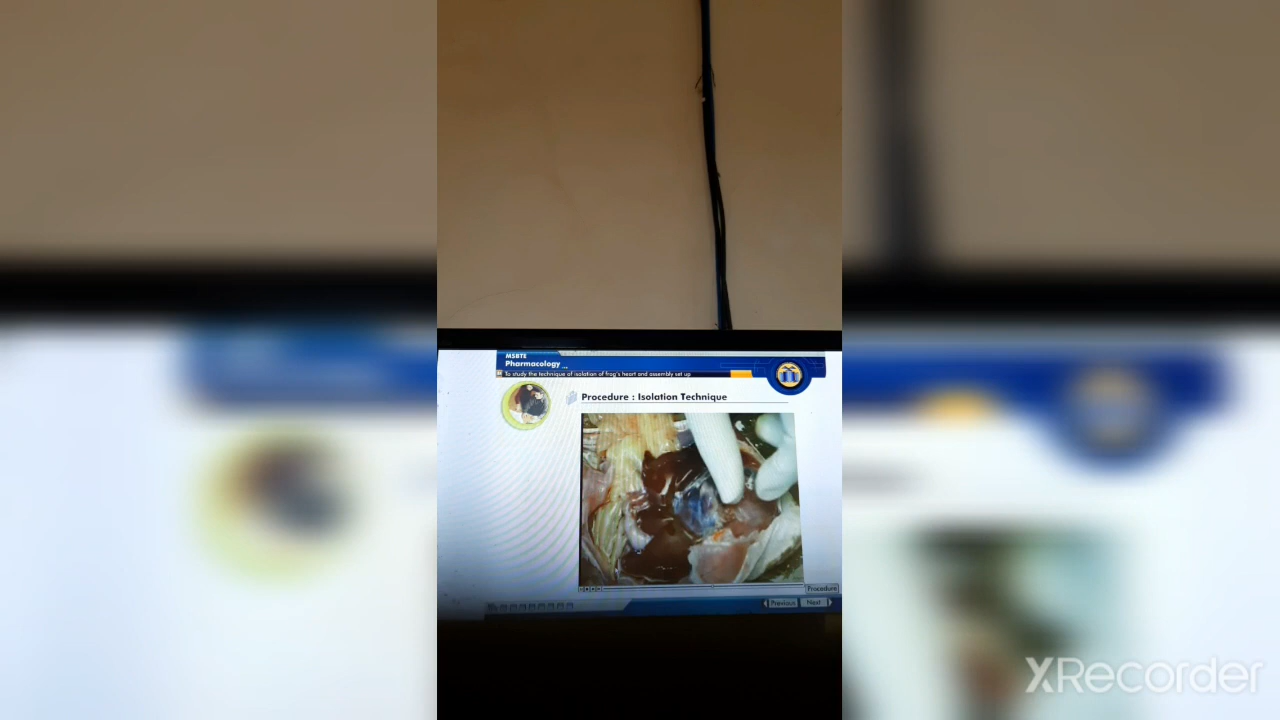 MSBTE
Pharmacology
To study the technique of isolation of frog's heart and assembly set up
Procedure : Isolation Technique
Procedure
Previous
Next
XRecorder